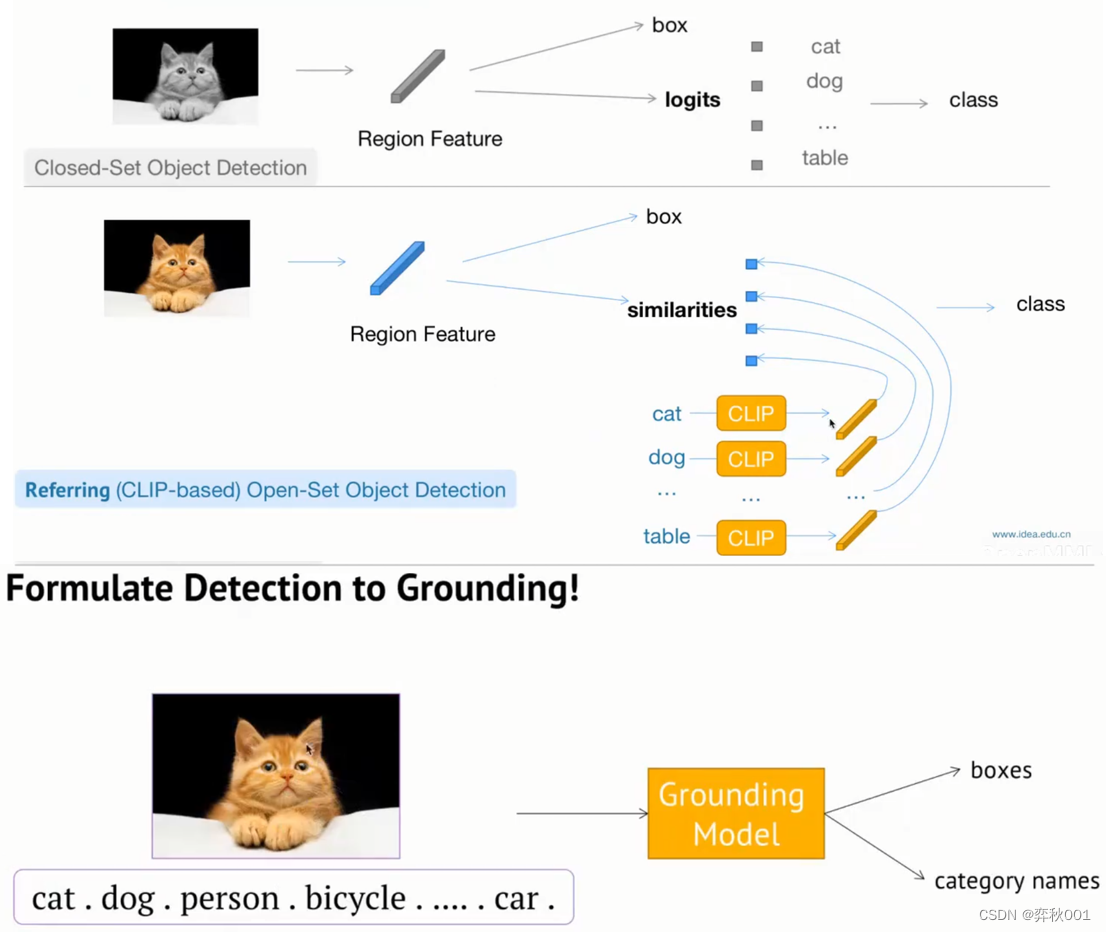 box
cat
dog
logits
class
...
table
Region Feature
Closed-Set Object Detection
box
similarities
class
Region Feature
cat CLIP
dog CLIP
... ... ...
table CLIP
Referring (CLIP-based) Open-Set Object Detection
www.idea.edu.cn
Formulate Detection to Grounding!
Grounding
Model
boxes
category names
cat . dog . person . bicycle . .... . car .
CSDN @弈秋001